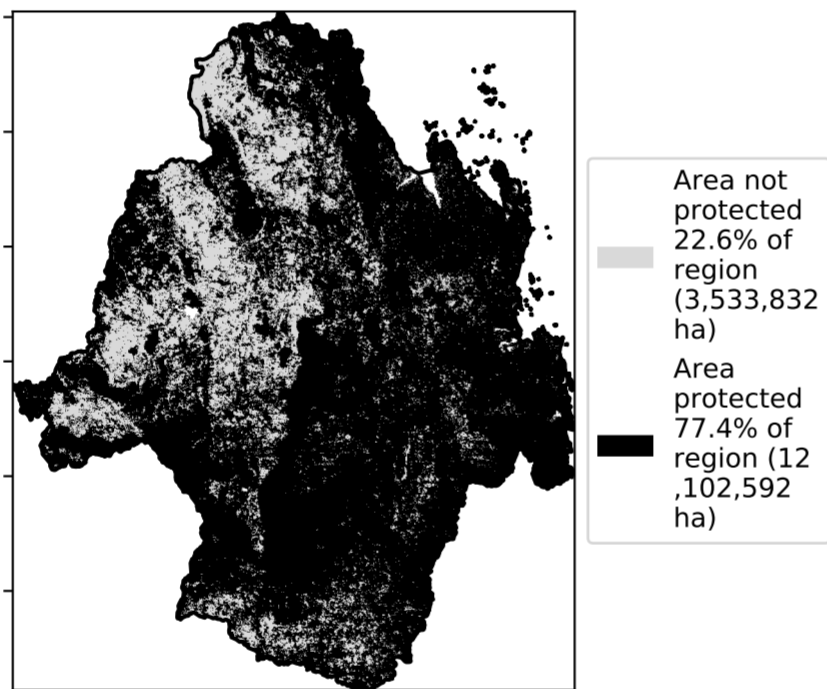 Area not
protected
22.6% of
region
(3,533,832
ha)
Area
protected
77.4% of
region (12
,102,592
ha)